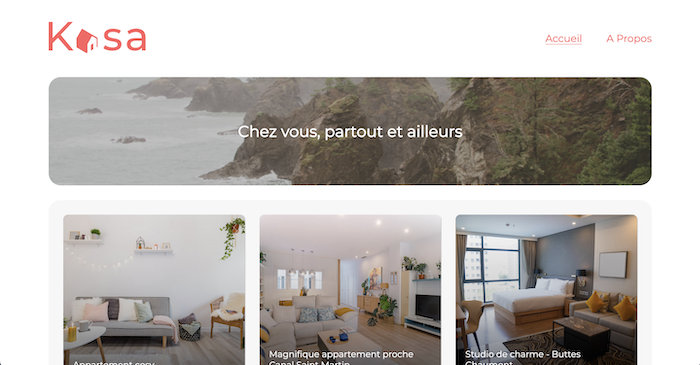 Kasa
Accueil
A Propos
Chez vous, partout et ailleurs
Appartement cosy
Magnifique appartement proche
Canal Saint Martin
Studio de charme - Buttes
Chaumont